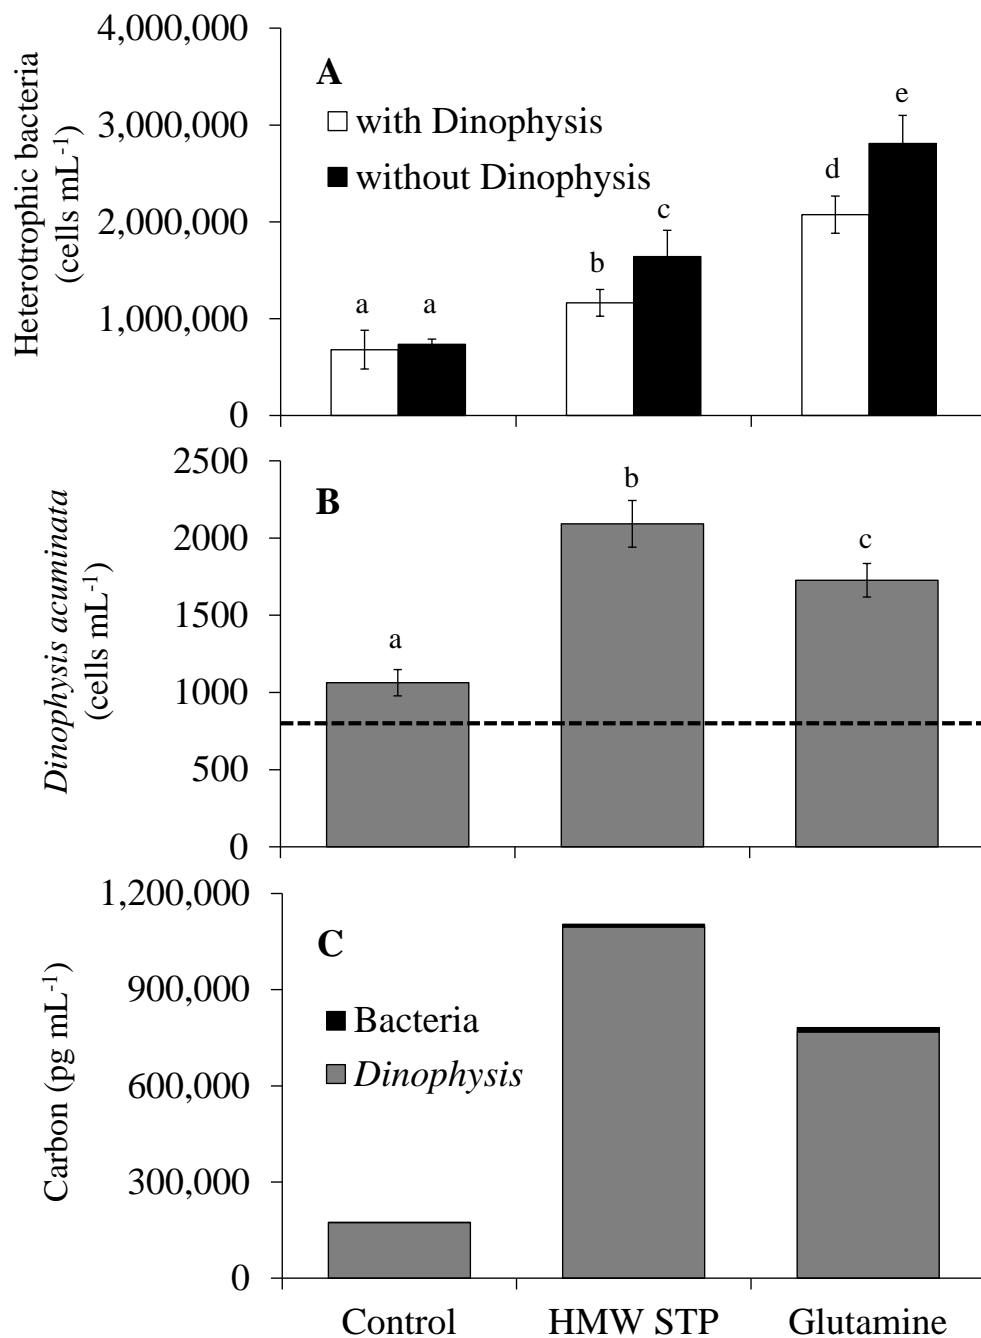 4,000,000
3,000,000
2,000,000
1,000,000
0
Heterotrophic bacteria
(cells mL⁻¹)
A
with Dinophysis
without Dinophysis
a
a
b
c
d
e
2500
2000
1500
1000
500
0
Dinophysis acuminata
(cells mL⁻¹)
B
a
b
c
1,200,000
900,000
600,000
300,000
0
Carbon (pg mL⁻¹)
C
Bacteria
Dinophysis
Control
HMW STP
Glutamine